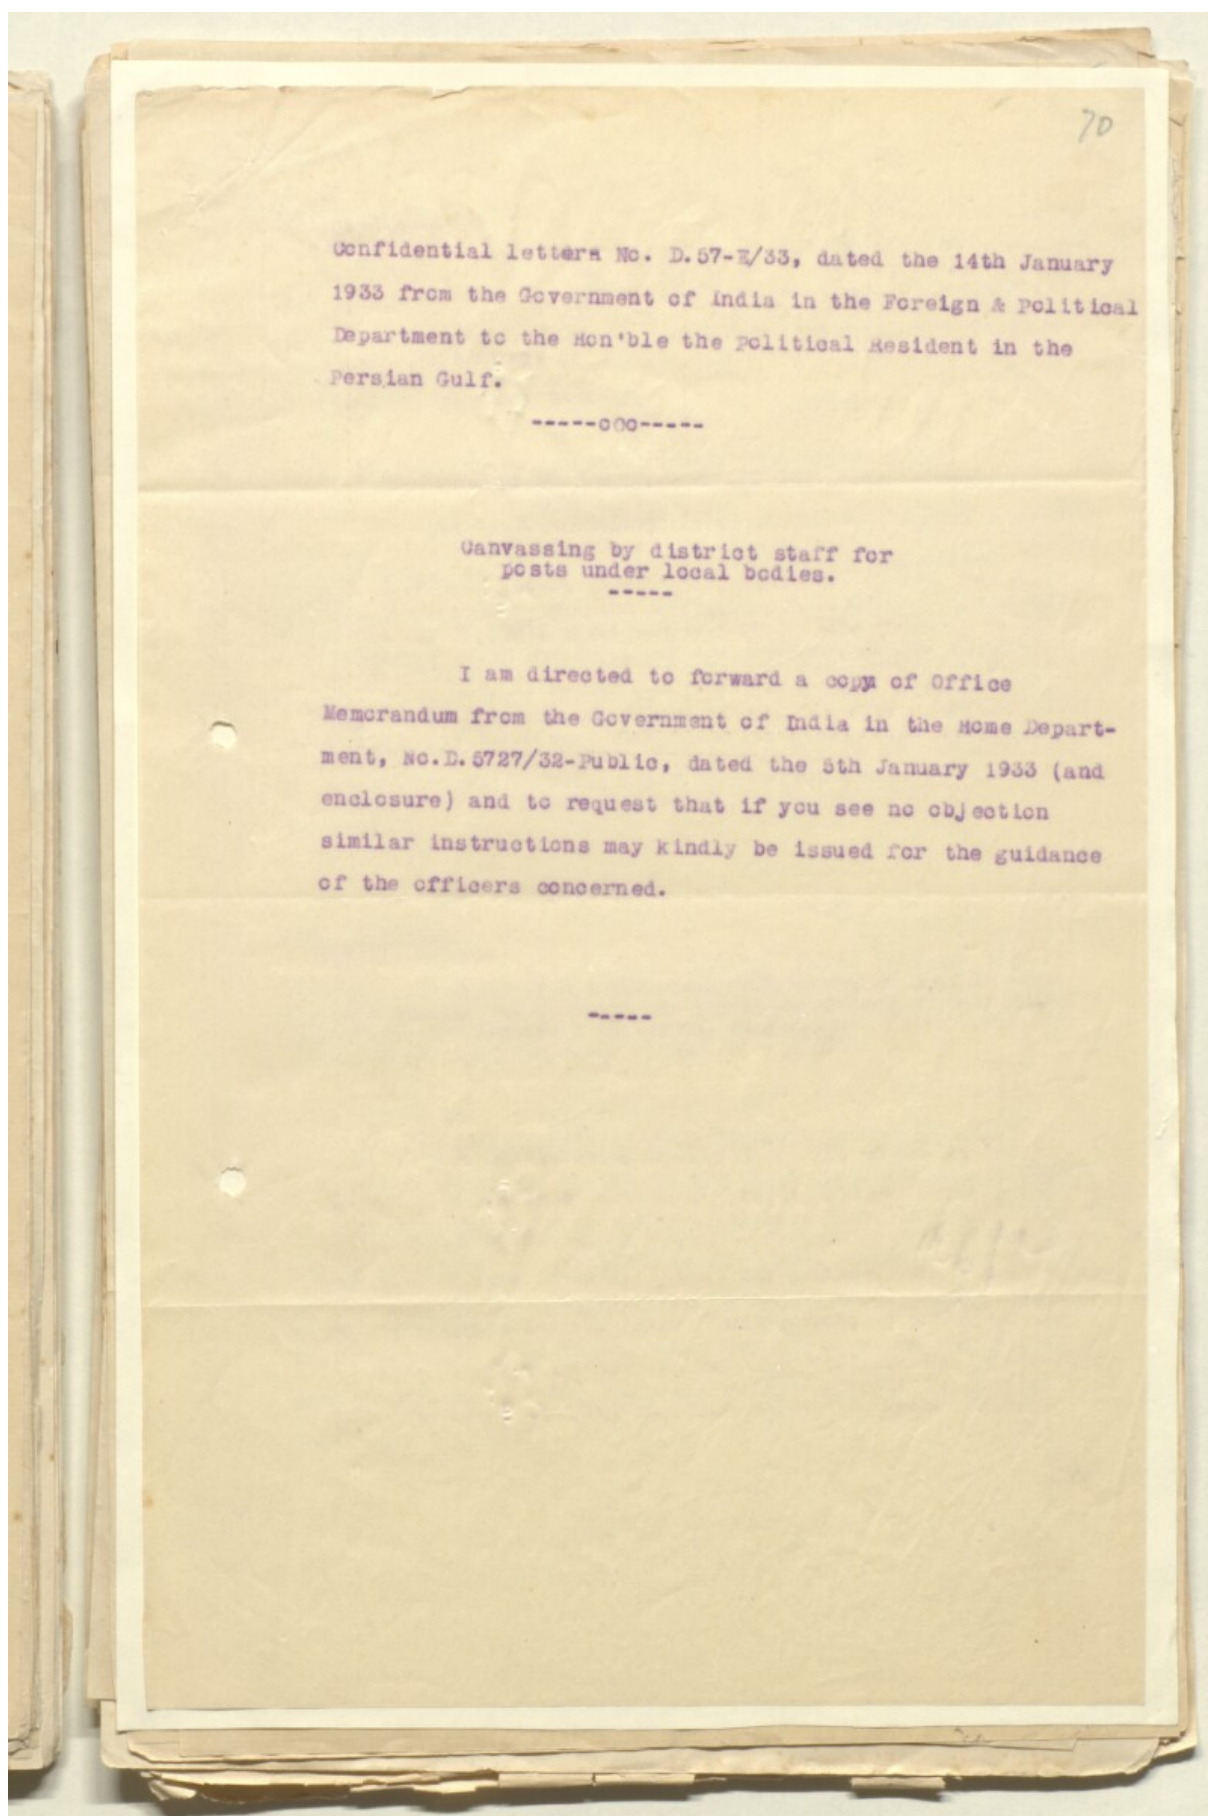 70
Confidential letters No. D.57-E/33, dated the 14th January
1933 from the Government of India in the Foreign & Political
Department to the Hon'ble the Political Resident in the
Persian Gulf.
-----oOo-----
Canvassing by district staff for
posts under local bodies.
-----
I am directed to forward a copy of Office
Memorandum from the Government of India in the Home Depart-
ment, No.D.5727/32-Public, dated the 5th January 1933 (and
enclosure) and to request that if you see no objection
similar instructions may kindly be issued for the guidance
of the officers concerned.
-----